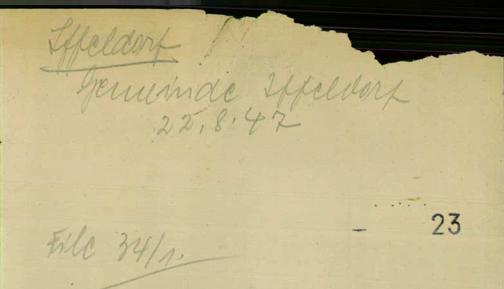 Iffeldorf
Gemeinde Iffeldorf
22.8.47
- 23
File 34/1.